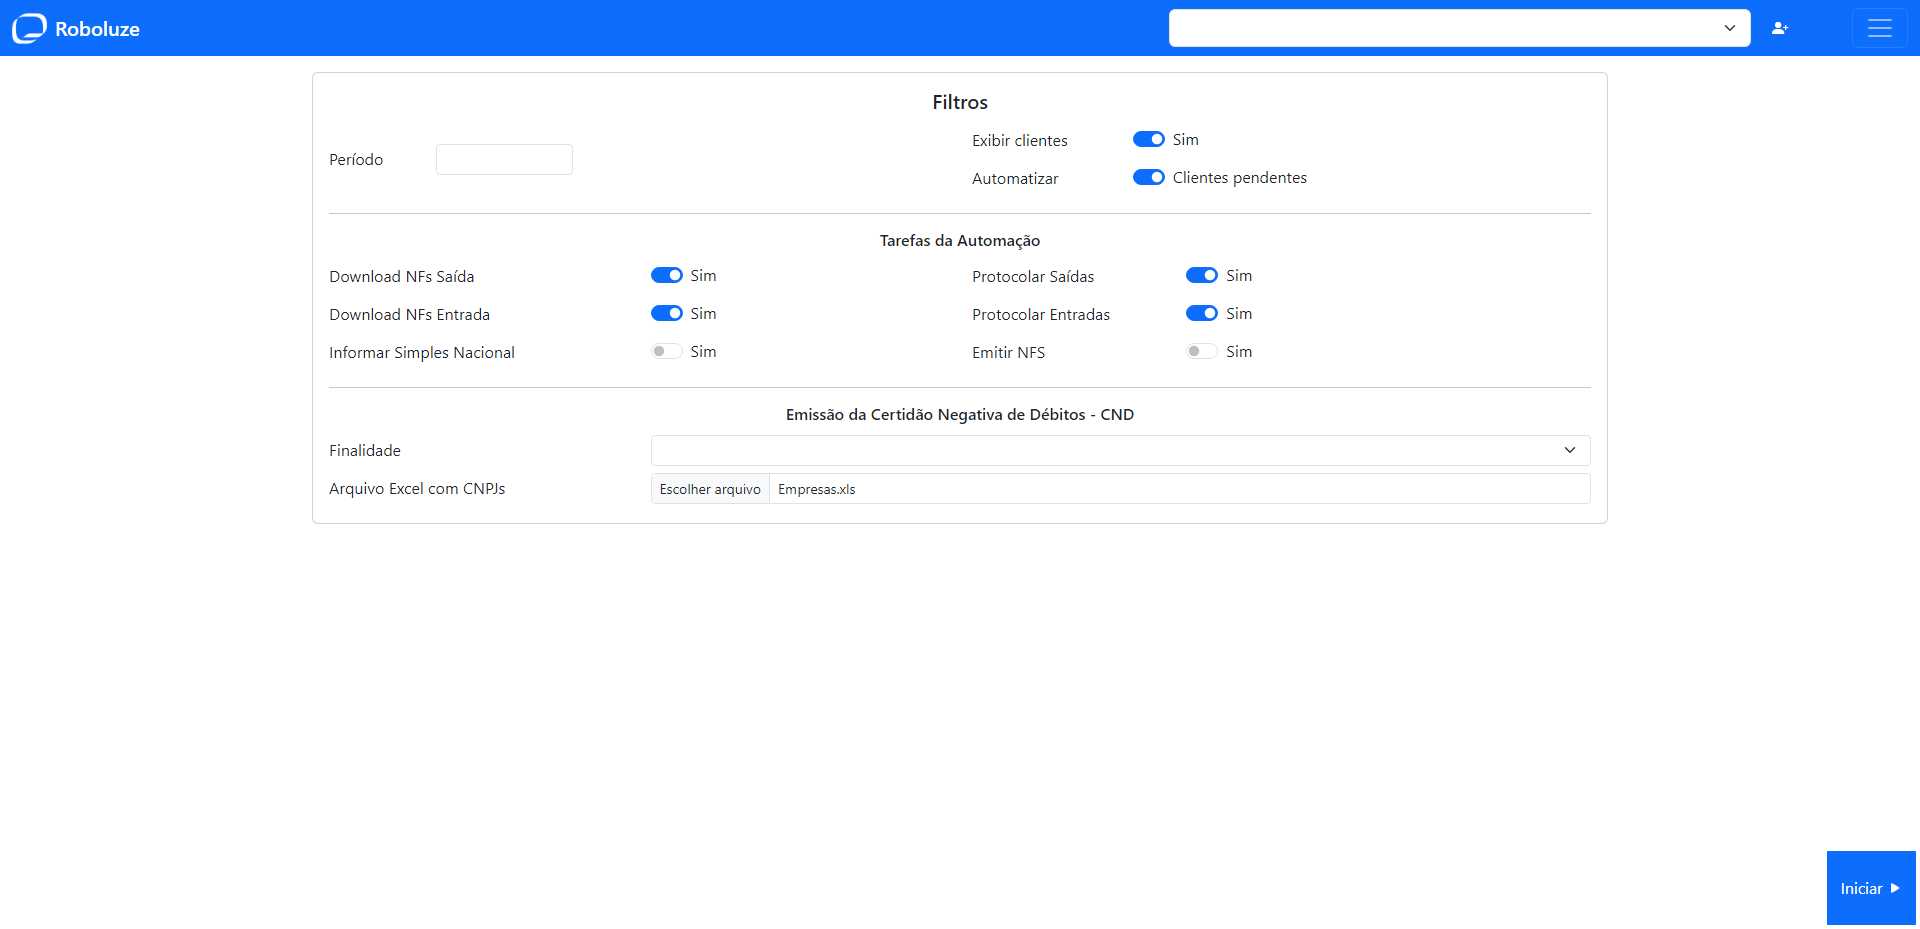 Roboluze
Filtros
Período
Exibir clientes Sim
Automatizar Clientes pendentes
Tarefas da Automação
Download NFs Saída Sim Protocolar Saídas Sim
Download NFs Entrada Sim Protocolar Entradas Sim
Informar Simples Nacional Sim Emitir NFS Sim
Emissão da Certidão Negativa de Débitos - CND
Finalidade
Arquivo Excel com CNPJs Escolher arquivo Empresas.xls
Iniciar